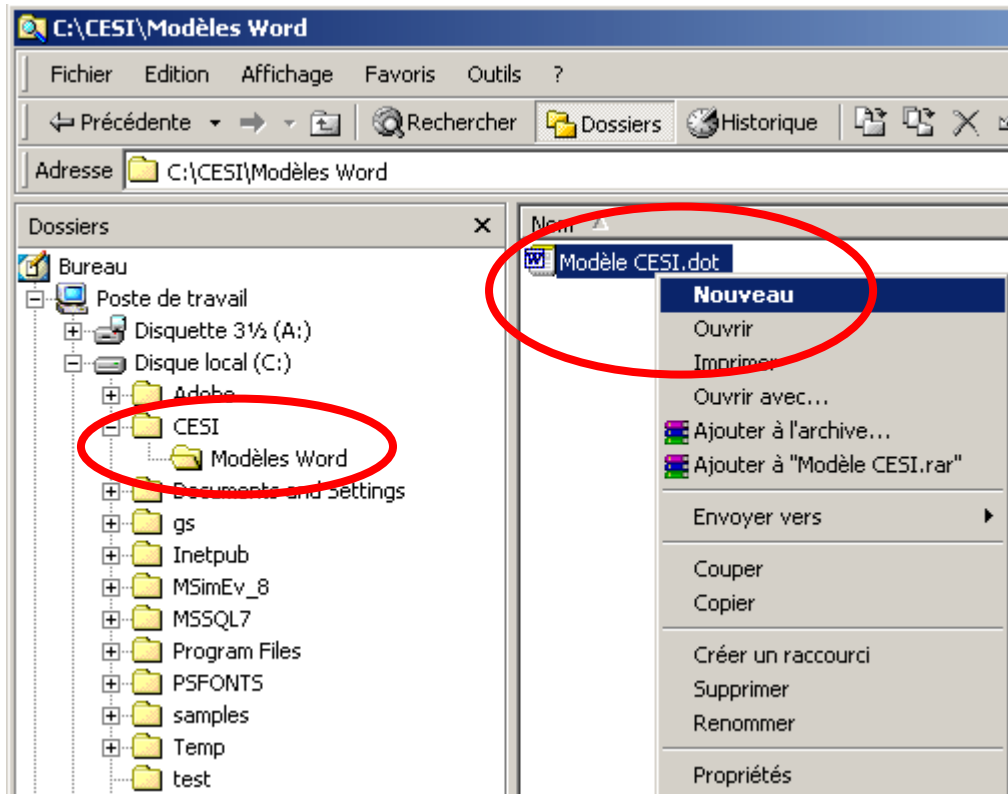 C:\CESI\Modèles Word
Fichier Edition Affichage Favoris Outils ?
Précédente Rechercher Dossiers Historique
Adresse C:\CESI\Modèles Word
Dossiers
Bureau
Poste de travail
Disquette 3½ (A:)
Disque local (C:)
Adobe
CESI
Modèles Word
Documents and Settings
gs
Inetpub
MSimEv_8
MSSQL7
Program Files
PSFONTS
samples
Temp
test
Nom
Modèle CESI.dot
Nouveau
Ouvrir
Imprimer
Ouvrir avec...
Ajouter à l'archive...
Ajouter à "Modèle CESI.rar"
Envoyer vers
Couper
Copier
Créer un raccourci
Supprimer
Renommer
Propriétés